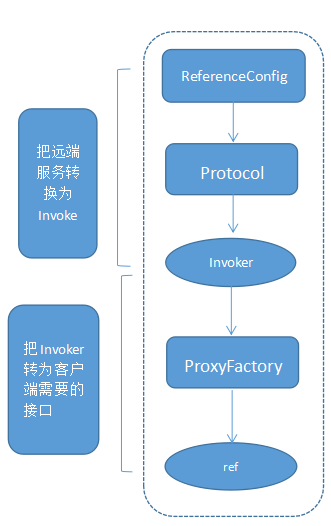 ReferenceConfig
Protocol
把远端
服务转
换为
Invoke
Invoker
把Invoker
转为客户
端需要的
接口
ProxyFactory
ref